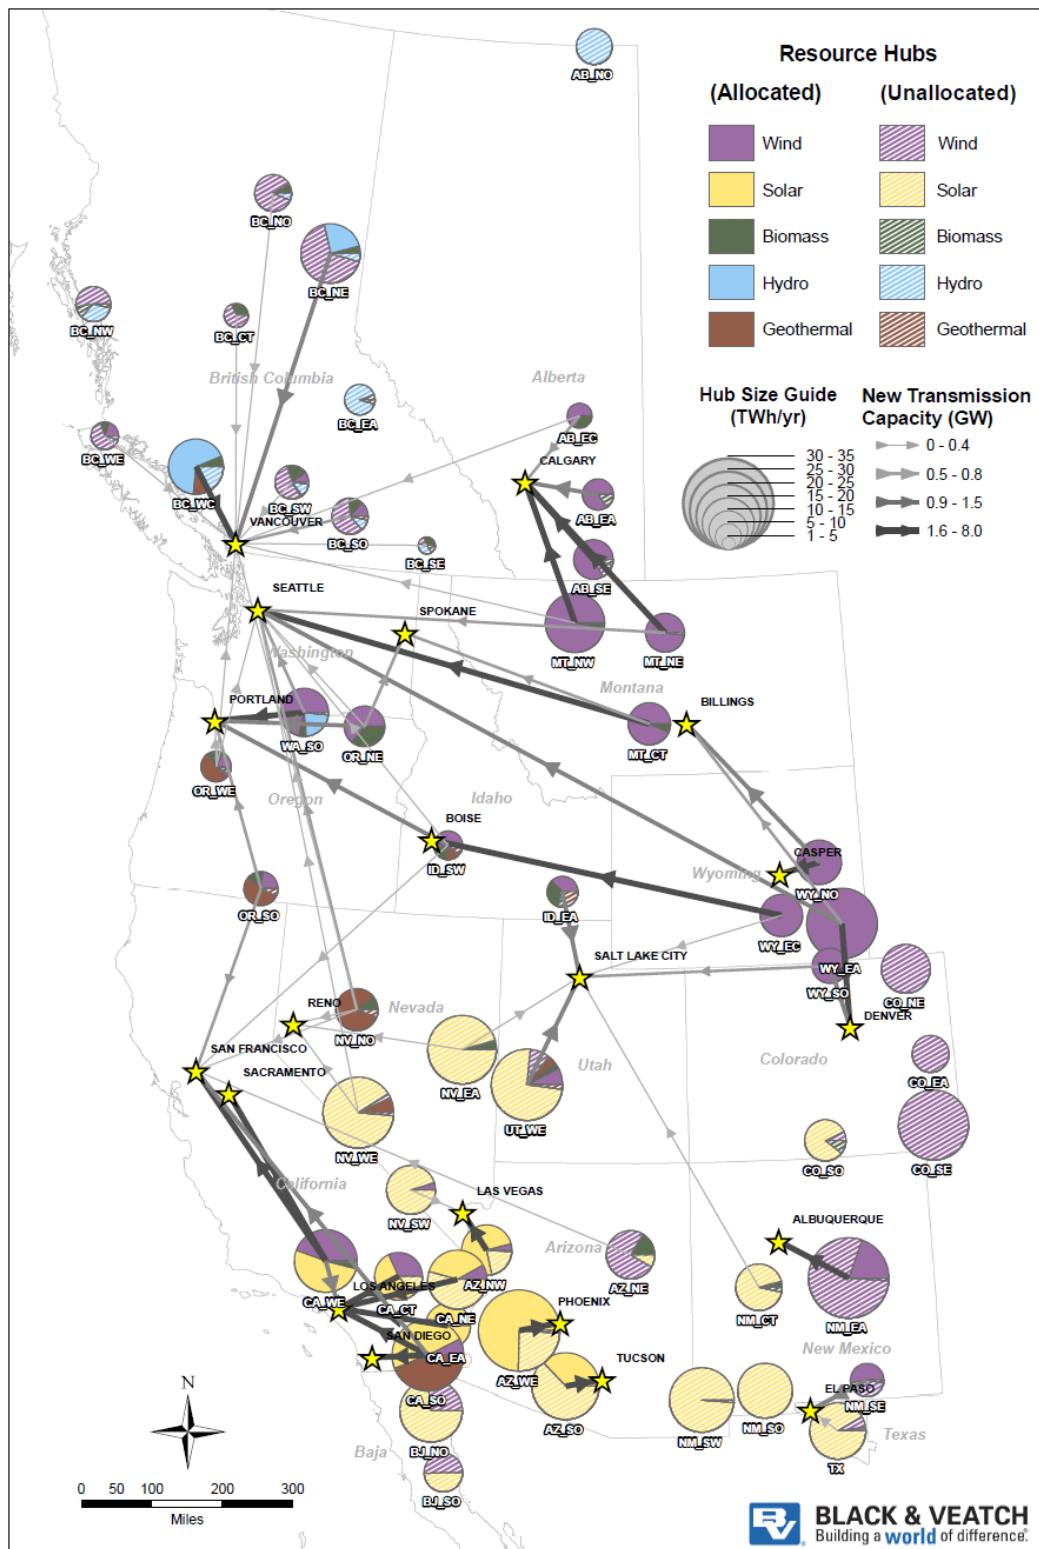 Resource Hubs
(Allocated) (Unallocated)
Wind Wind
Solar Solar
Biomass Biomass
Hydro Hydro
Geothermal Geothermal
Hub Size Guide
(TWh/yr)
30 - 35
25 - 30
20 - 25
15 - 20
10 - 15
5 - 10
1 - 5
New Transmission
Capacity (GW)
0 - 0.4
0.5 - 0.8
0.9 - 1.5
1.6 - 8.0
AB_NO
BC_NO
BC_NE
BC_NW
BC_CT
British Columbia
Alberta
BC_EA
AB_EC
BC_WE
CALGARY
BC_WC
BC_SW
AB_EA
VANCOUVER
BC_SO
BC_SE
AB_SE
SEATTLE
SPOKANE
Washington
MT_NW
MT_NE
Montana
PORTLAND
BILLINGS
WA_SO
OR_NE
MT_CT
OR_WE
Oregon
Idaho
BOISE
CASPER
ID_SW
Wyoming
WY_NO
OR_SO
ID_EA
WY_EC
SALT LAKE CITY
WY_EA
WY_SO
CO_NE
RENO
Nevada
NV_NO
DENVER
SAN FRANCISCO
SACRAMENTO
Utah
Colorado
NV_EA
CO_EA
UT_WE
NV_WE
CO_SO
CO_SE
California
LAS VEGAS
NV_SW
ALBUQUERQUE
Arizona
AZ_NW
AZ_NE
LOS ANGELES
CA_WE
CA_CT
CA_NE
PHOENIX
NM_CT
NM_EA
SAN DIEGO
CA_EA
New Mexico
TUCSON
AZ_WE
CA_SO
EL PASO
NM_SE
AZ_SO
NM_SW
NM_SO
Texas
BJ_NO
Baja
TX
BJ_SO
N
0 50 100 200 300
Miles
BV
BLACK & VEATCH
Building a world of difference.